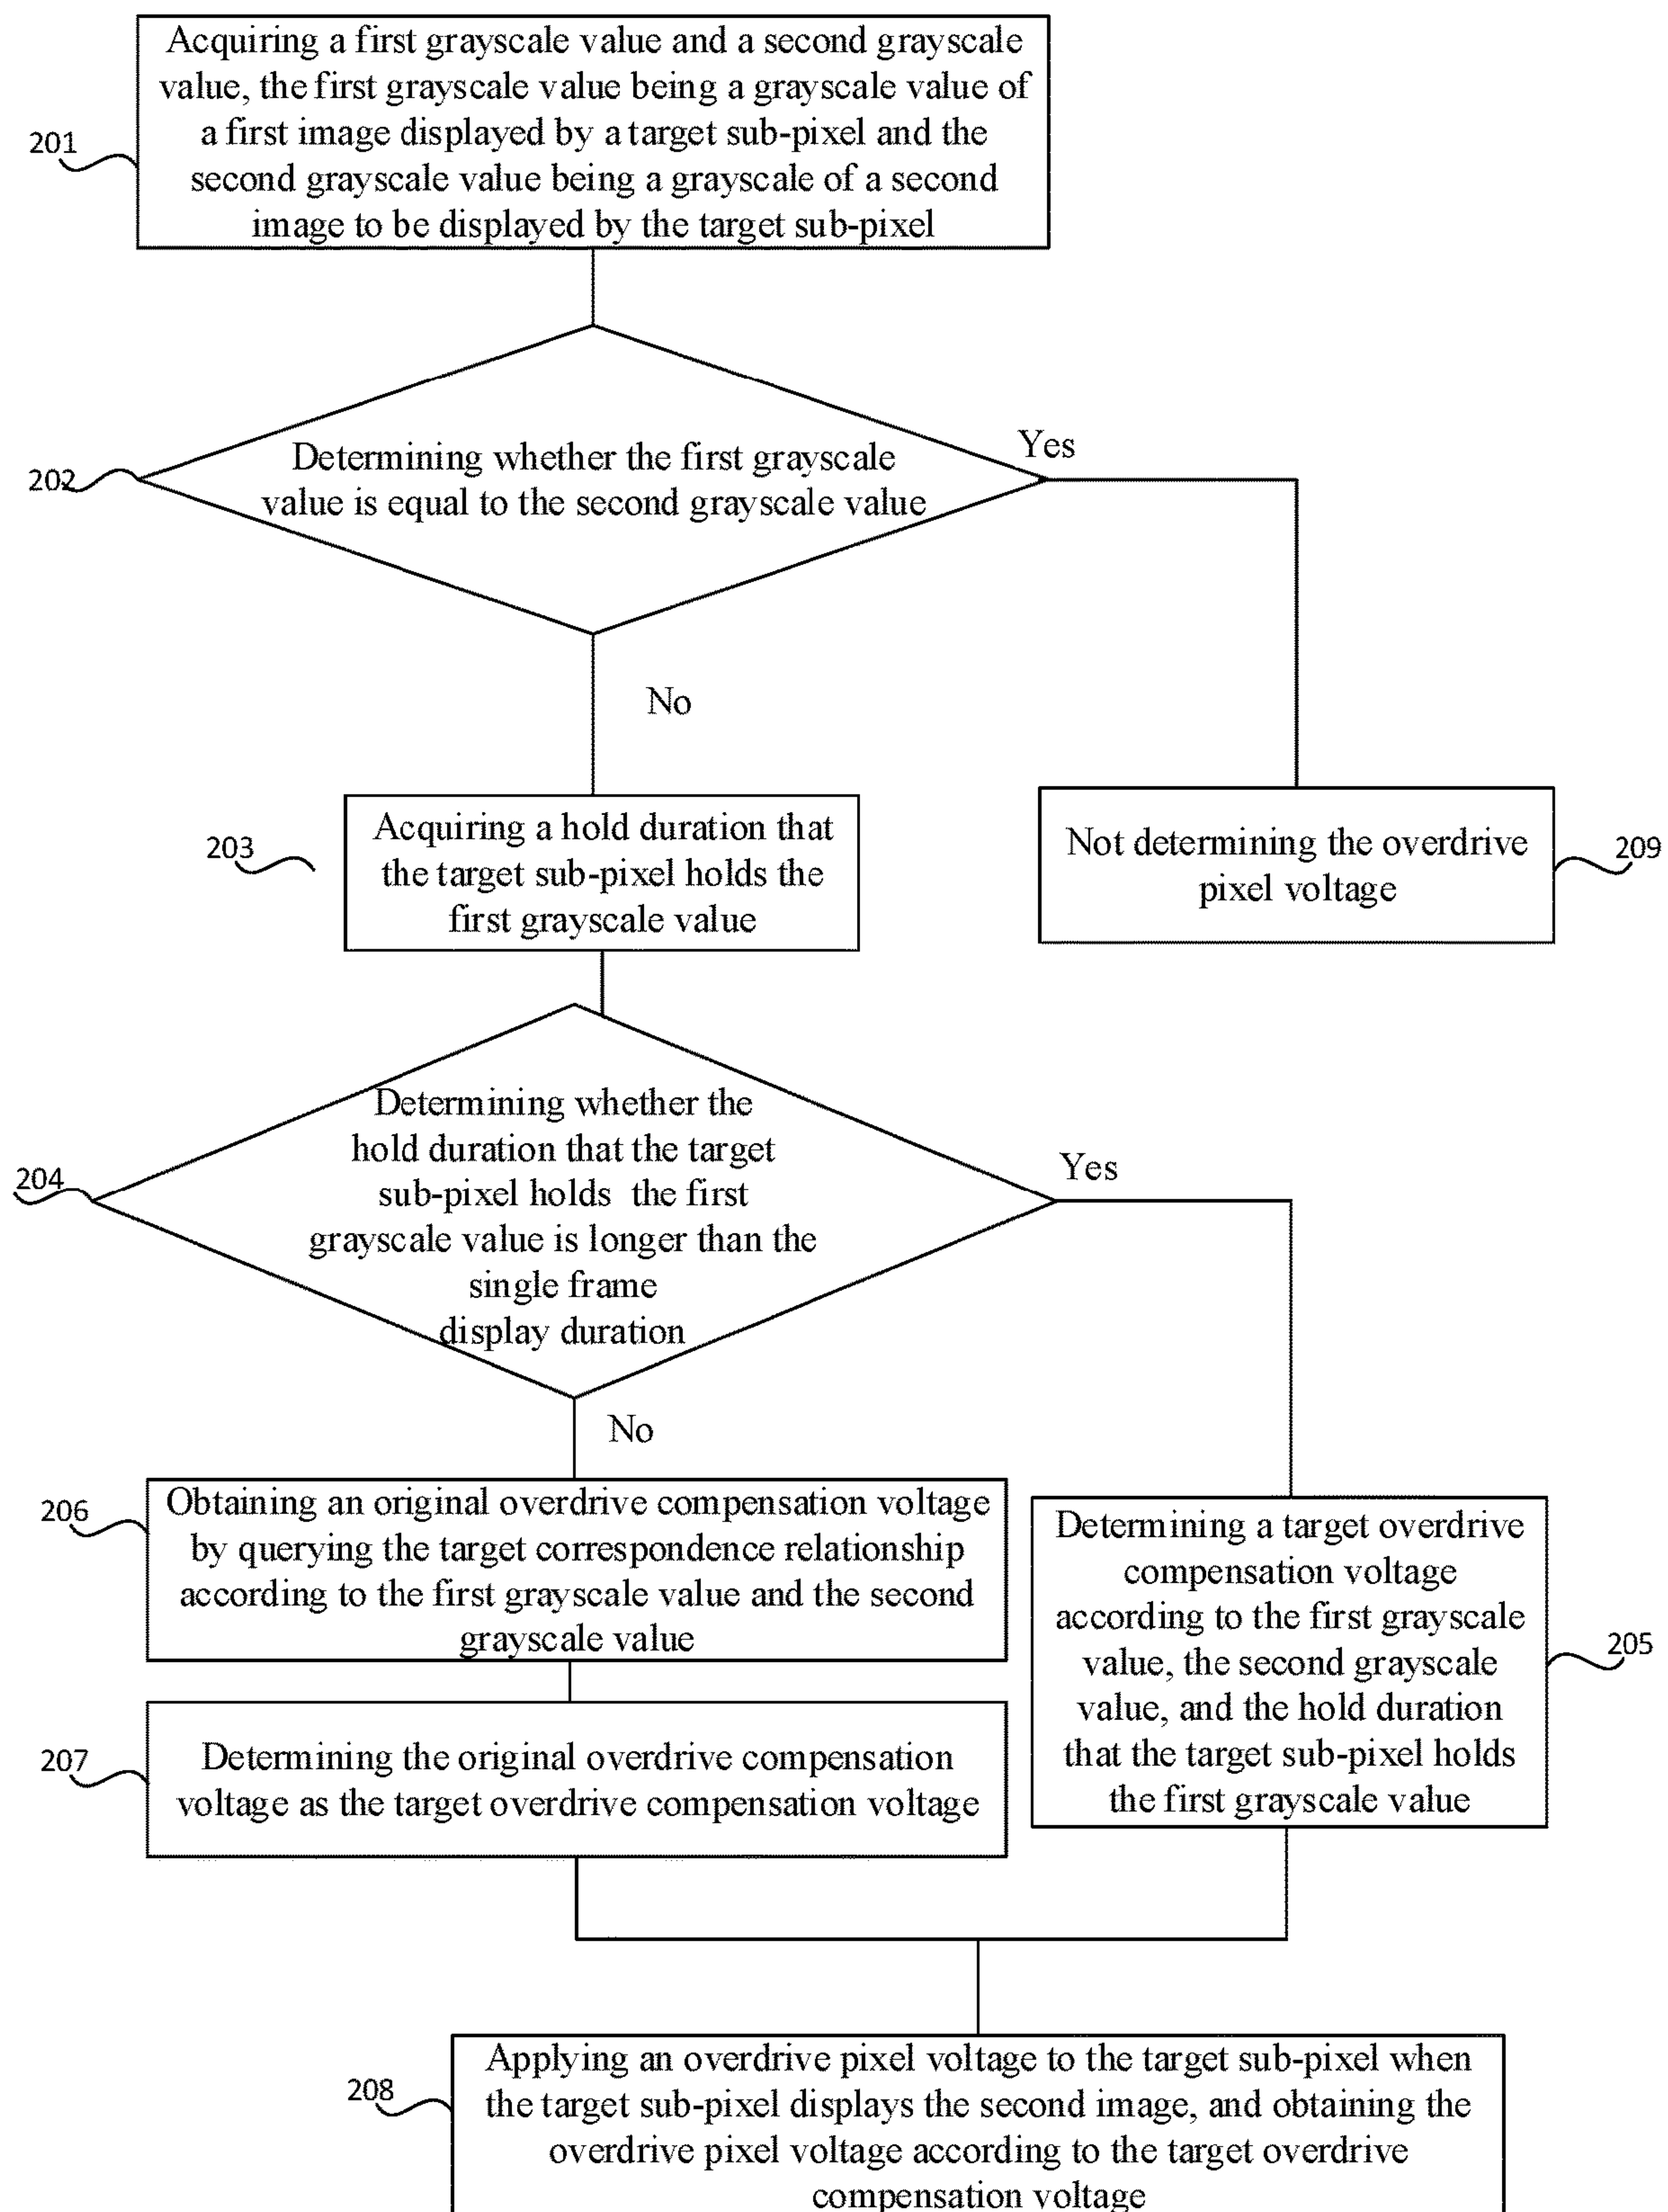 Acquiring a first grayscale value and a second grayscale
value, the first grayscale value being a grayscale value of
a first image displayed by a target sub-pixel and the
second grayscale value being a grayscale of a second
image to be displayed by the target sub-pixel
201
Determining whether the first grayscale
value is equal to the second grayscale value
202
Yes
No
Acquiring a hold duration that
the target sub-pixel holds the
first grayscale value
203
Not determining the overdrive
pixel voltage
209
Determining whether the
hold duration that the target
sub-pixel holds the first
grayscale value is longer than the
single frame
display duration
204
Yes
No
Obtaining an original overdrive compensation voltage
by querying the target correspondence relationship
according to the first grayscale value and the second
grayscale value
206
Determining a target overdrive
compensation voltage
according to the first grayscale
value, the second grayscale
value, and the hold duration
that the target sub-pixel holds
the first grayscale value
205
Determining the original overdrive compensation
voltage as the target overdrive compensation voltage
207
Applying an overdrive pixel voltage to the target sub-pixel when
the target sub-pixel displays the second image, and obtaining the
overdrive pixel voltage according to the target overdrive
compensation voltage
208